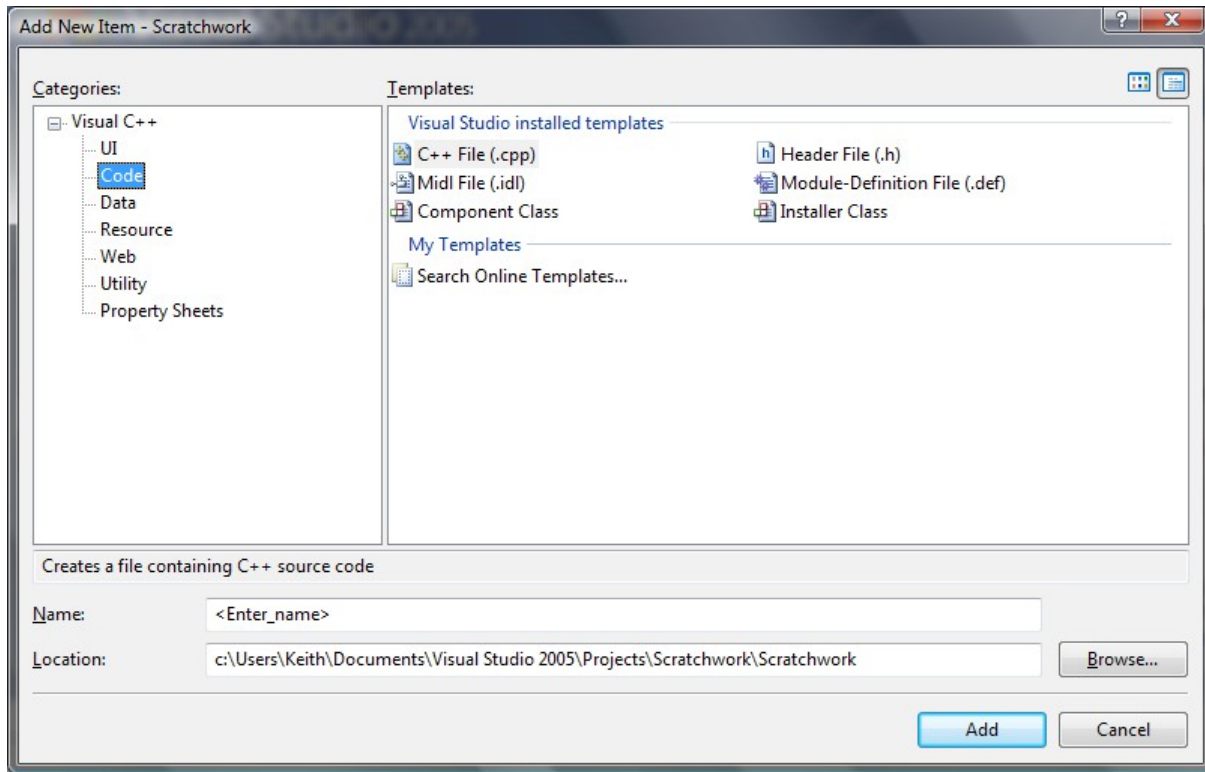 Add New Item - Scratchwork
Categories:
Templates:
Visual C++
UI
Code
Data
Resource
Web
Utility
Property Sheets
Visual Studio installed templates
C++ File (.cpp)
Header File (.h)
Midl File (.idl)
Module-Definition File (.def)
Component Class
Installer Class
My Templates
Search Online Templates...
Creates a file containing C++ source code
Name:
<Enter_name>
Location:
c:\Users\Keith\Documents\Visual Studio 2005\Projects\Scratchwork\Scratchwork
Browse...
Add
Cancel